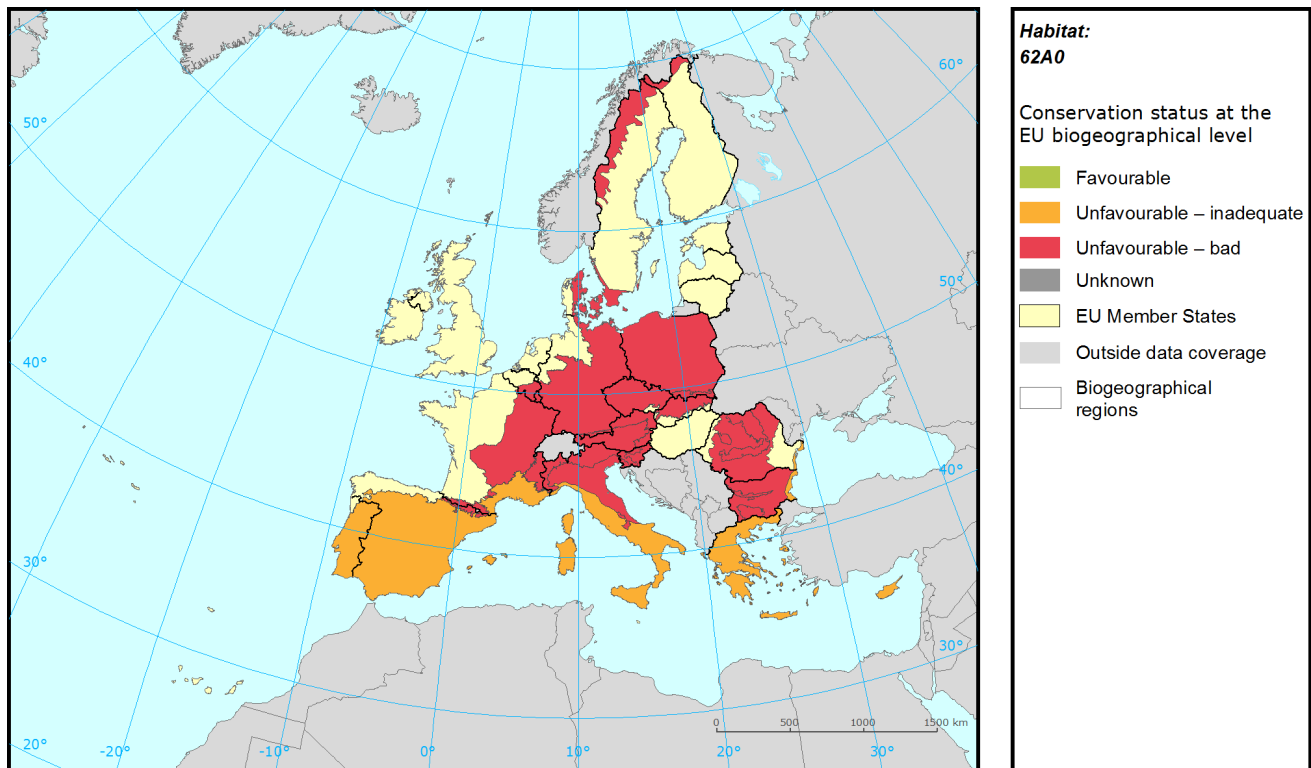 60°
50°
50°
40°
40°
30°
30°
0 500 1000 1500 km
20° -20° -10° 0° 10° 20° 30°
Habitat:
62A0
Conservation status at the
EU biogeographical level
Favourable
Unfavourable – inadequate
Unfavourable – bad
Unknown
EU Member States
Outside data coverage
Biogeographical
regions